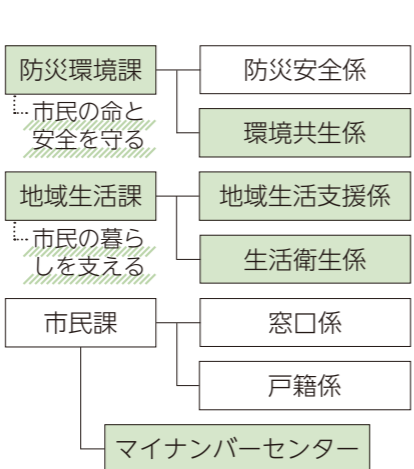 防災環境課
防災安全係
市民の命と
安全を守る
環境共生係
地域生活課
地域生活支援係
市民の暮ら
しを支える
生活衛生係
市民課
窓口係
戸籍係
マイナンバーセンター